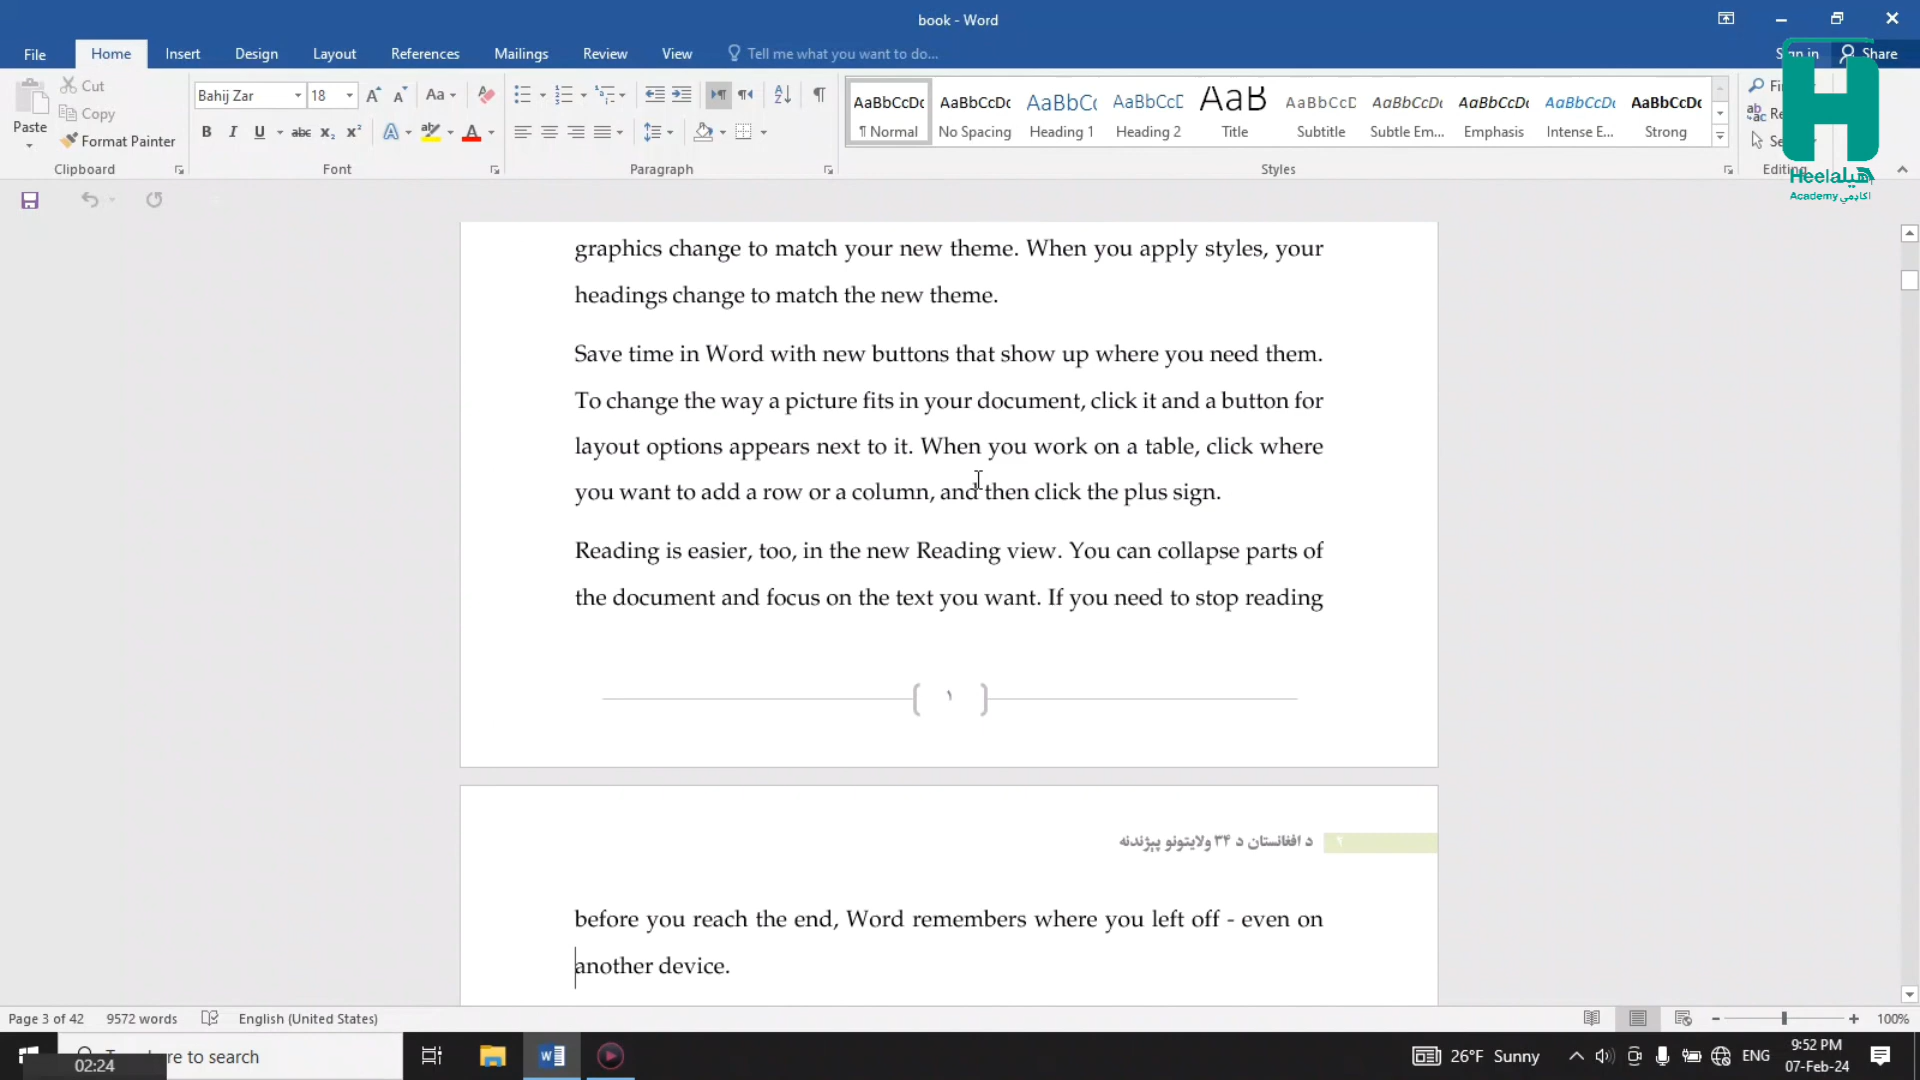 book - Word
File Home Insert Design Layout References Mailings Review View Tell me what you want to do... Sign in Share
Paste Cut Copy Format Painter Clipboard
Bahij Zar 18 Aa Font
Paragraph
AaBbCcDc ¶ Normal
AaBbCcDc No Spacing
AaBbCc Heading 1
AaBbCcD Heading 2
AaB Title
AaBbCcD Subtitle
AaBbCcDc Subtle Em...
AaBbCcDc Emphasis
AaBbCcDc Intense E...
AaBbCcDc Strong
Styles
Editing
Heela هيله
Academy اکاډمي
graphics change to match your new theme. When you apply styles, your
headings change to match the new theme.
Save time in Word with new buttons that show up where you need them.
To change the way a picture fits in your document, click it and a button for
layout options appears next to it. When you work on a table, click where
you want to add a row or a column, and then click the plus sign.
Reading is easier, too, in the new Reading view. You can collapse parts of
the document and focus on the text you want. If you need to stop reading
۱
د افغانستان د ۳۴ ولایتونو پېژندنه ۲
before you reach the end, Word remembers where you left off - even on
another device.
Page 3 of 42 9572 words English (United States) 100%
here to search 26°F Sunny ENG 9:52 PM
02:24 07-Feb-24